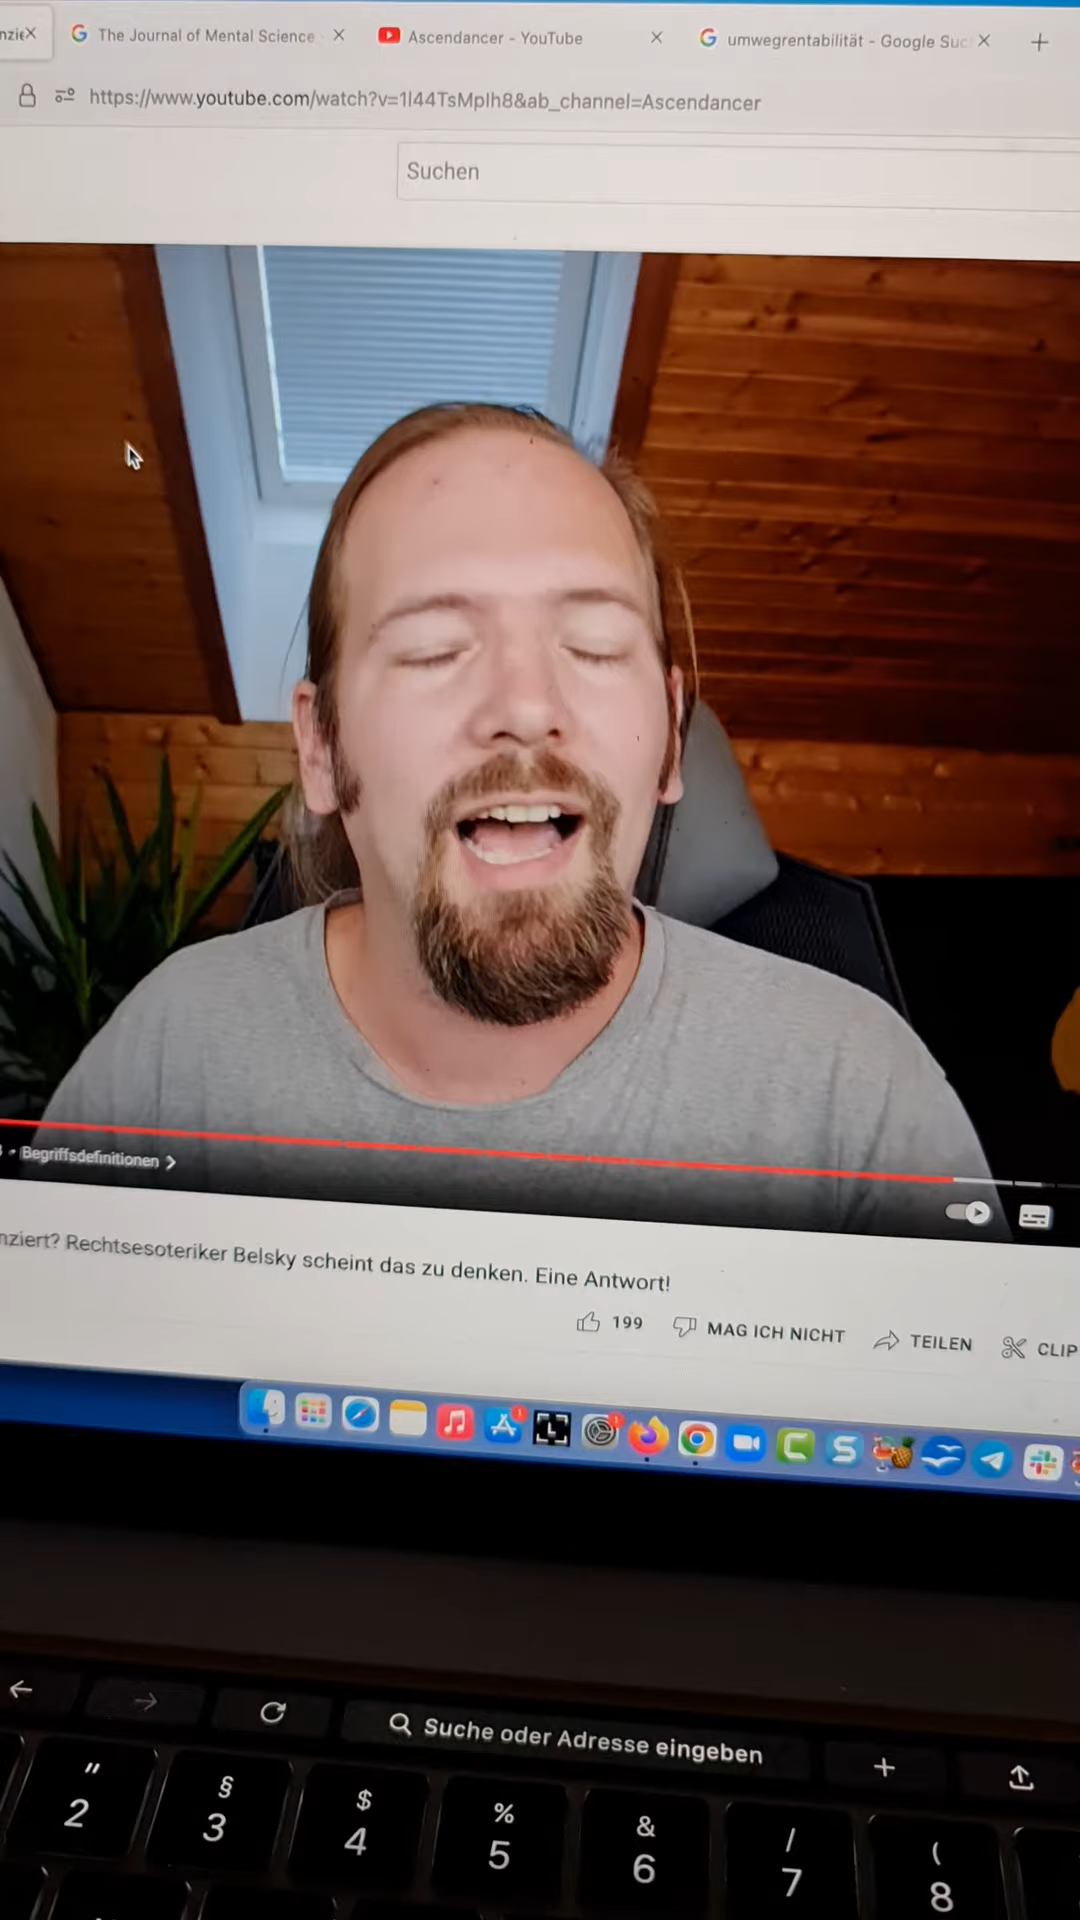 nzie
The Journal of Mental Science
Ascendancer - YouTube
umwegrentabilität - Google Suc
https://www.youtube.com/watch?v=1l44TsMpIh8&ab_channel=Ascendancer
Suchen
• Begriffsdefinitionen >
nziert? Rechtsesoteriker Belsky scheint das zu denken. Eine Antwort!
199 MAG ICH NICHT TEILEN CLIP
Suche oder Adresse eingeben
" § $ % & / (
2 3 4 5 6 7 8